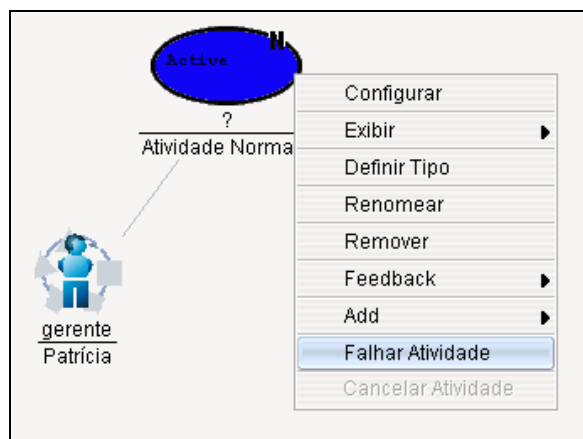 N
Active
?
Atividade Norma
gerente
Patrícia
Configurar
Exibir
Definir Tipo
Renomear
Remover
Feedback
Add
Falhar Atividade
Cancelar Atividade